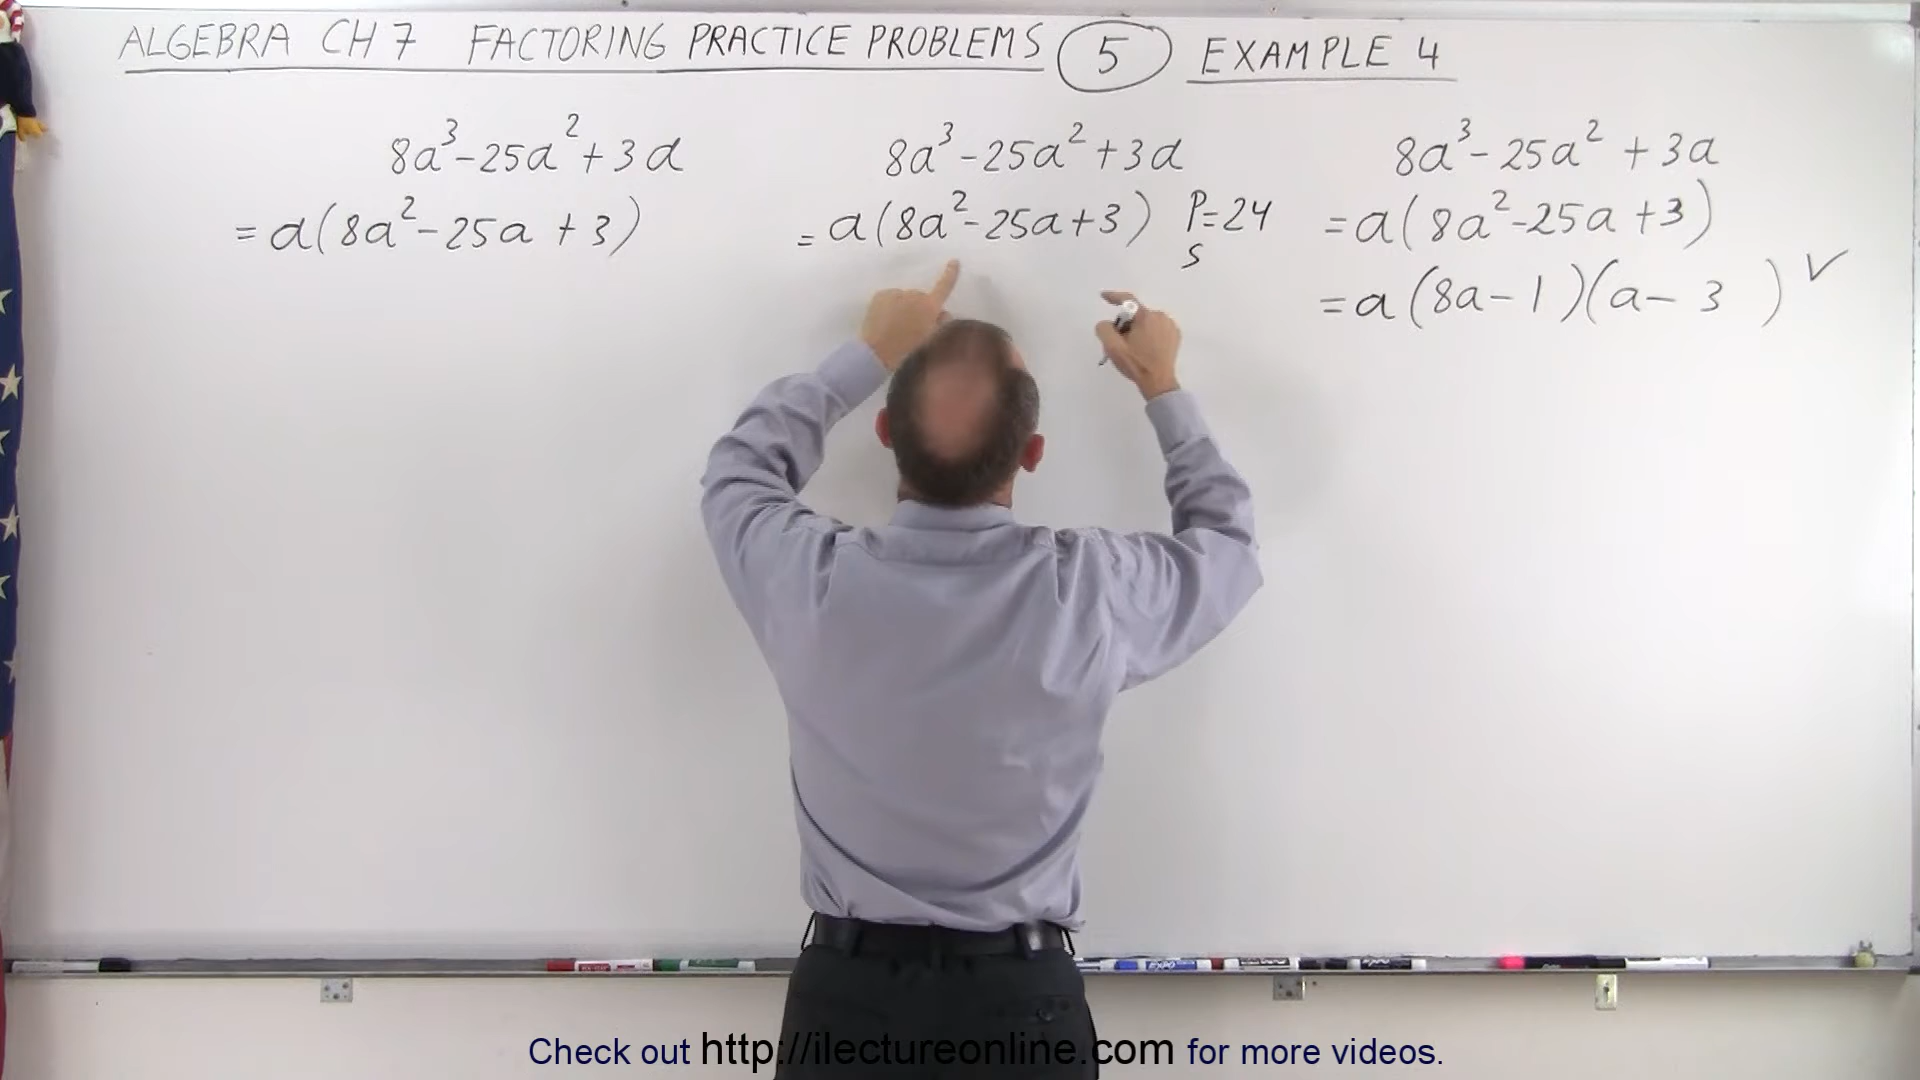 ALGEBRA CH 7 FACTORING PRACTICE PROBLEMS 5 EXAMPLE 4
8a³-25a²+3a
=a(8a²-25a+3)
8a³-25a²+3a
=a(8a²-25a+3) P=24
S
8a³-25a²+3a
=a(8a²-25a+3)
=a(8a-1)(a-3) ✓
Check out http://ilectureonline.com for more videos.